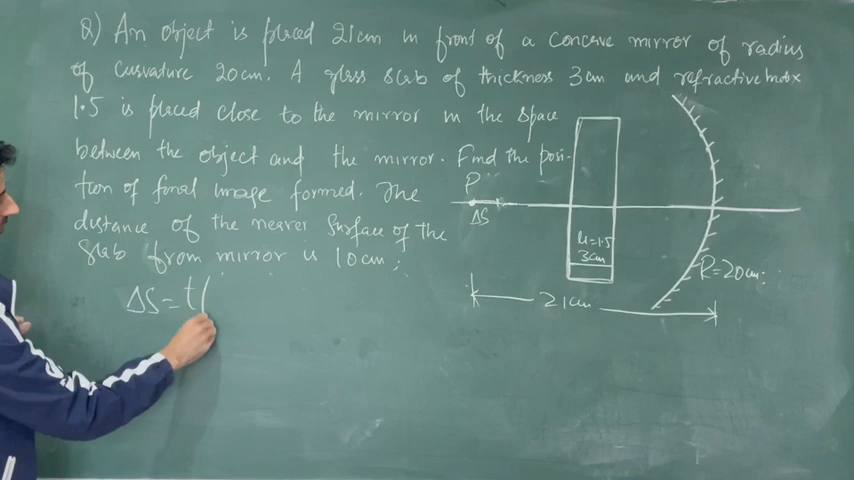 Q) An object is placed 21cm in front of a concave mirror of radius
of curvature 20cm. A glass slab of thickness 3cm and refractive index
1.5 is placed close to the mirror in the space
between the object and the mirror. Find the posi-
tion of final image formed. The
distance of the nearer surface of the
slab from mirror is 10cm;
ΔS = t(
P
ΔS
μ=1.5
3cm
R=20cm;
21cm